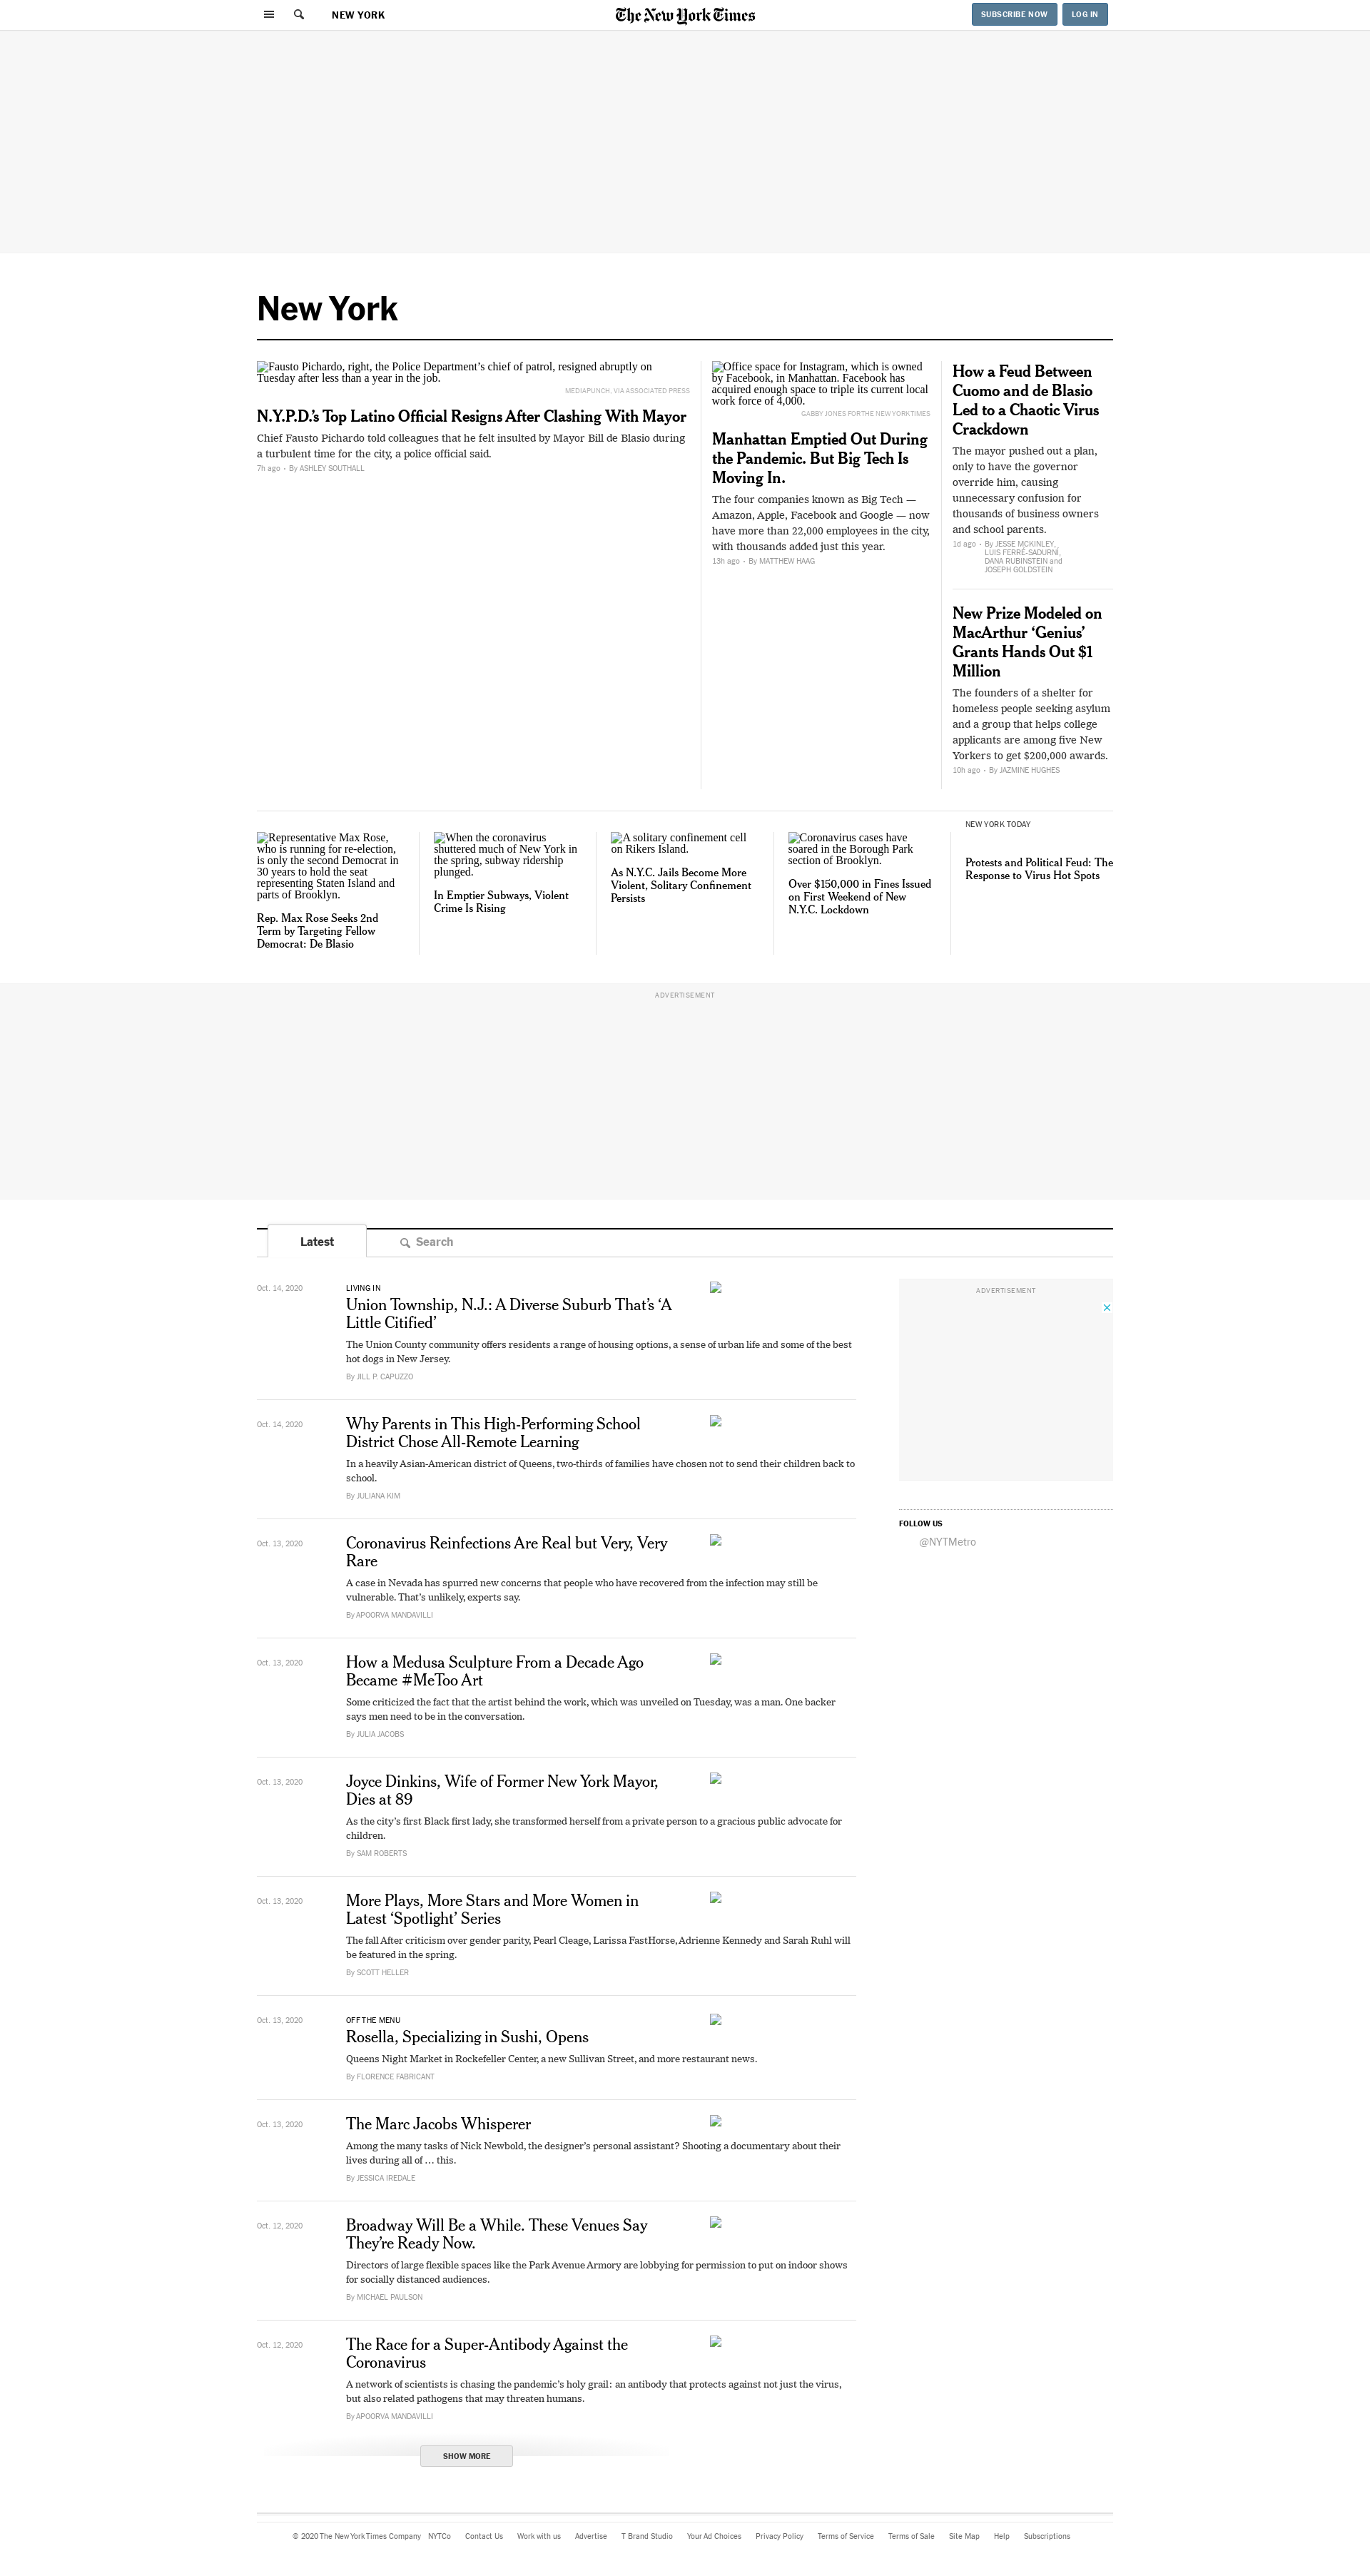 NEW YORK
The New York Times
SUBSCRIBE NOW
LOG IN
New York
Fausto Pichardo, right, the Police Department’s chief of patrol, resigned abruptly on
Tuesday after less than a year in the job.
MEDIAPUNCH, VIA ASSOCIATED PRESS
N.Y.P.D.’s Top Latino Official Resigns After Clashing With Mayor
Chief Fausto Pichardo told colleagues that he felt insulted by Mayor Bill de Blasio during
a turbulent time for the city, a police official said.
7h ago • By ASHLEY SOUTHALL
Office space for Instagram, which is owned
by Facebook, in Manhattan. Facebook has
acquired enough space to triple its current local
work force of 4,000.
GABBY JONES FOR THE NEW YORK TIMES
Manhattan Emptied Out During
the Pandemic. But Big Tech Is
Moving In.
The four companies known as Big Tech —
Amazon, Apple, Facebook and Google — now
have more than 22,000 employees in the city,
with thousands added just this year.
13h ago • By MATTHEW HAAG
How a Feud Between
Cuomo and de Blasio
Led to a Chaotic Virus
Crackdown
The mayor pushed out a plan,
only to have the governor
override him, causing
unnecessary confusion for
thousands of business owners
and school parents.
1d ago • By JESSE MCKINLEY,
LUIS FERRÉ-SADURNÍ,
DANA RUBINSTEIN and
JOSEPH GOLDSTEIN
New Prize Modeled on
MacArthur ‘Genius’
Grants Hands Out $1
Million
The founders of a shelter for
homeless people seeking asylum
and a group that helps college
applicants are among five New
Yorkers to get $200,000 awards.
10h ago • By JAZMINE HUGHES
Representative Max Rose,
who is running for re-election,
is only the second Democrat in
30 years to hold the seat
representing Staten Island and
parts of Brooklyn.
Rep. Max Rose Seeks 2nd
Term by Targeting Fellow
Democrat: De Blasio
When the coronavirus
shuttered much of New York in
the spring, subway ridership
plunged.
In Emptier Subways, Violent
Crime Is Rising
A solitary confinement cell
on Rikers Island.
As N.Y.C. Jails Become More
Violent, Solitary Confinement
Persists
Coronavirus cases have
soared in the Borough Park
section of Brooklyn.
Over $150,000 in Fines Issued
on First Weekend of New
N.Y.C. Lockdown
NEW YORK TODAY
Protests and Political Feud: The
Response to Virus Hot Spots
ADVERTISEMENT
Latest
Search
Oct. 14, 2020
LIVING IN
Union Township, N.J.: A Diverse Suburb That’s ‘A
Little Citified’
The Union County community offers residents a range of housing options, a sense of urban life and some of the best
hot dogs in New Jersey.
By JILL P. CAPUZZO
Oct. 14, 2020
Why Parents in This High-Performing School
District Chose All-Remote Learning
In a heavily Asian-American district of Queens, two-thirds of families have chosen not to send their children back to
school.
By JULIANA KIM
Oct. 13, 2020
Coronavirus Reinfections Are Real but Very, Very
Rare
A case in Nevada has spurred new concerns that people who have recovered from the infection may still be
vulnerable. That’s unlikely, experts say.
By APOORVA MANDAVILLI
Oct. 13, 2020
How a Medusa Sculpture From a Decade Ago
Became #MeToo Art
Some criticized the fact that the artist behind the work, which was unveiled on Tuesday, was a man. One backer
says men need to be in the conversation.
By JULIA JACOBS
Oct. 13, 2020
Joyce Dinkins, Wife of Former New York Mayor,
Dies at 89
As the city’s first Black first lady, she transformed herself from a private person to a gracious public advocate for
children.
By SAM ROBERTS
Oct. 13, 2020
More Plays, More Stars and More Women in
Latest ‘Spotlight’ Series
The fall After criticism over gender parity, Pearl Cleage, Larissa FastHorse, Adrienne Kennedy and Sarah Ruhl will
be featured in the spring.
By SCOTT HELLER
Oct. 13, 2020
OFF THE MENU
Rosella, Specializing in Sushi, Opens
Queens Night Market in Rockefeller Center, a new Sullivan Street, and more restaurant news.
By FLORENCE FABRICANT
Oct. 13, 2020
The Marc Jacobs Whisperer
Among the many tasks of Nick Newbold, the designer’s personal assistant? Shooting a documentary about their
lives during all of … this.
By JESSICA IREDALE
Oct. 12, 2020
Broadway Will Be a While. These Venues Say
They’re Ready Now.
Directors of large flexible spaces like the Park Avenue Armory are lobbying for permission to put on indoor shows
for socially distanced audiences.
By MICHAEL PAULSON
Oct. 12, 2020
The Race for a Super-Antibody Against the
Coronavirus
A network of scientists is chasing the pandemic’s holy grail: an antibody that protects against not just the virus,
but also related pathogens that may threaten humans.
By APOORVA MANDAVILLI
SHOW MORE
ADVERTISEMENT
FOLLOW US
@NYTMetro
© 2020 The New York Times Company NYTCo Contact Us Work with us Advertise T Brand Studio Your Ad Choices Privacy Policy Terms of Service Terms of Sale Site Map Help Subscriptions